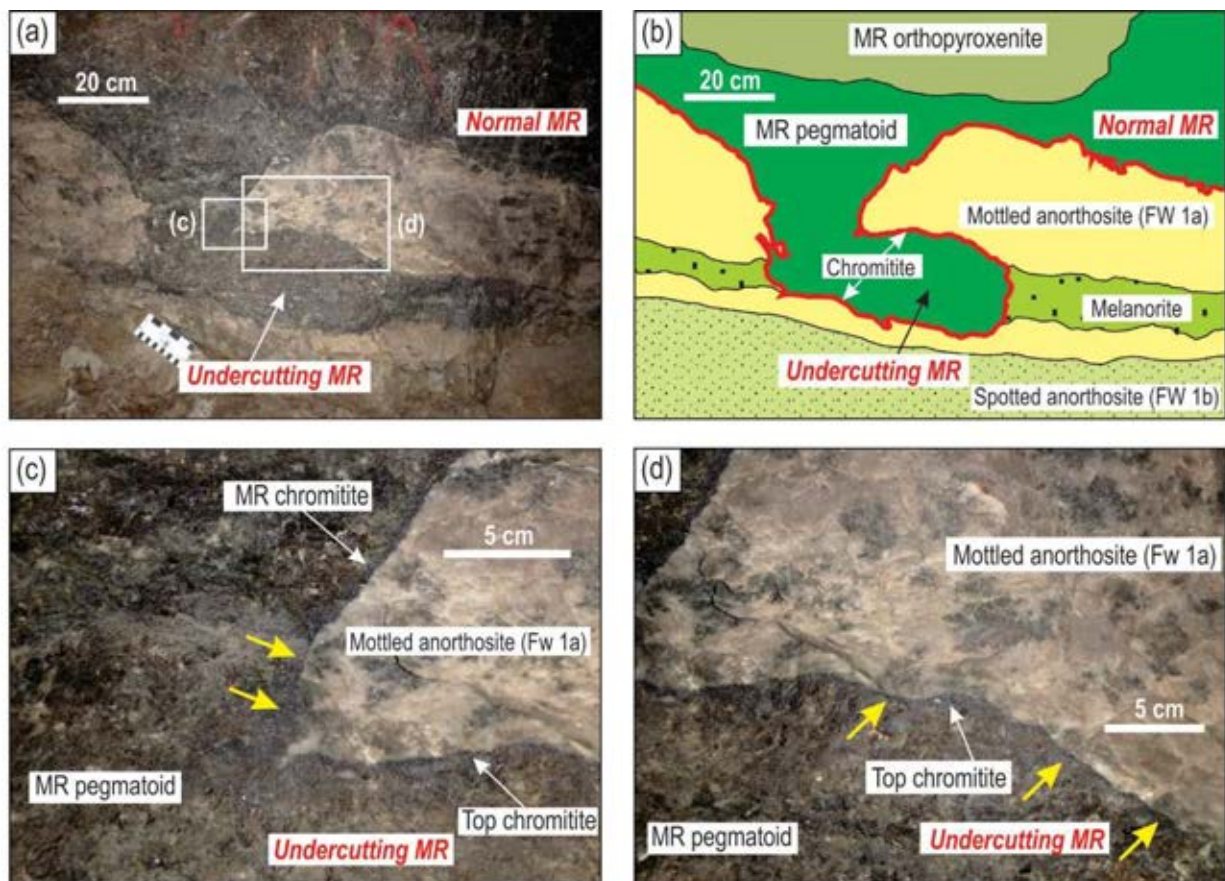 (a)
20 cm
Normal MR
(c)
(d)
Undercutting MR
(b)
MR orthopyroxenite
20 cm
Normal MR
MR pegmatoid
Mottled anorthosite (FW 1a)
Chromitite
Melanorite
Undercutting MR
Spotted anorthosite (FW 1b)
(c)
MR chromitite
5 cm
Mottled anorthosite (Fw 1a)
MR pegmatoid
Top chromitite
Undercutting MR
(d)
Mottled anorthosite (Fw 1a)
5 cm
Top chromitite
Undercutting MR
MR pegmatoid